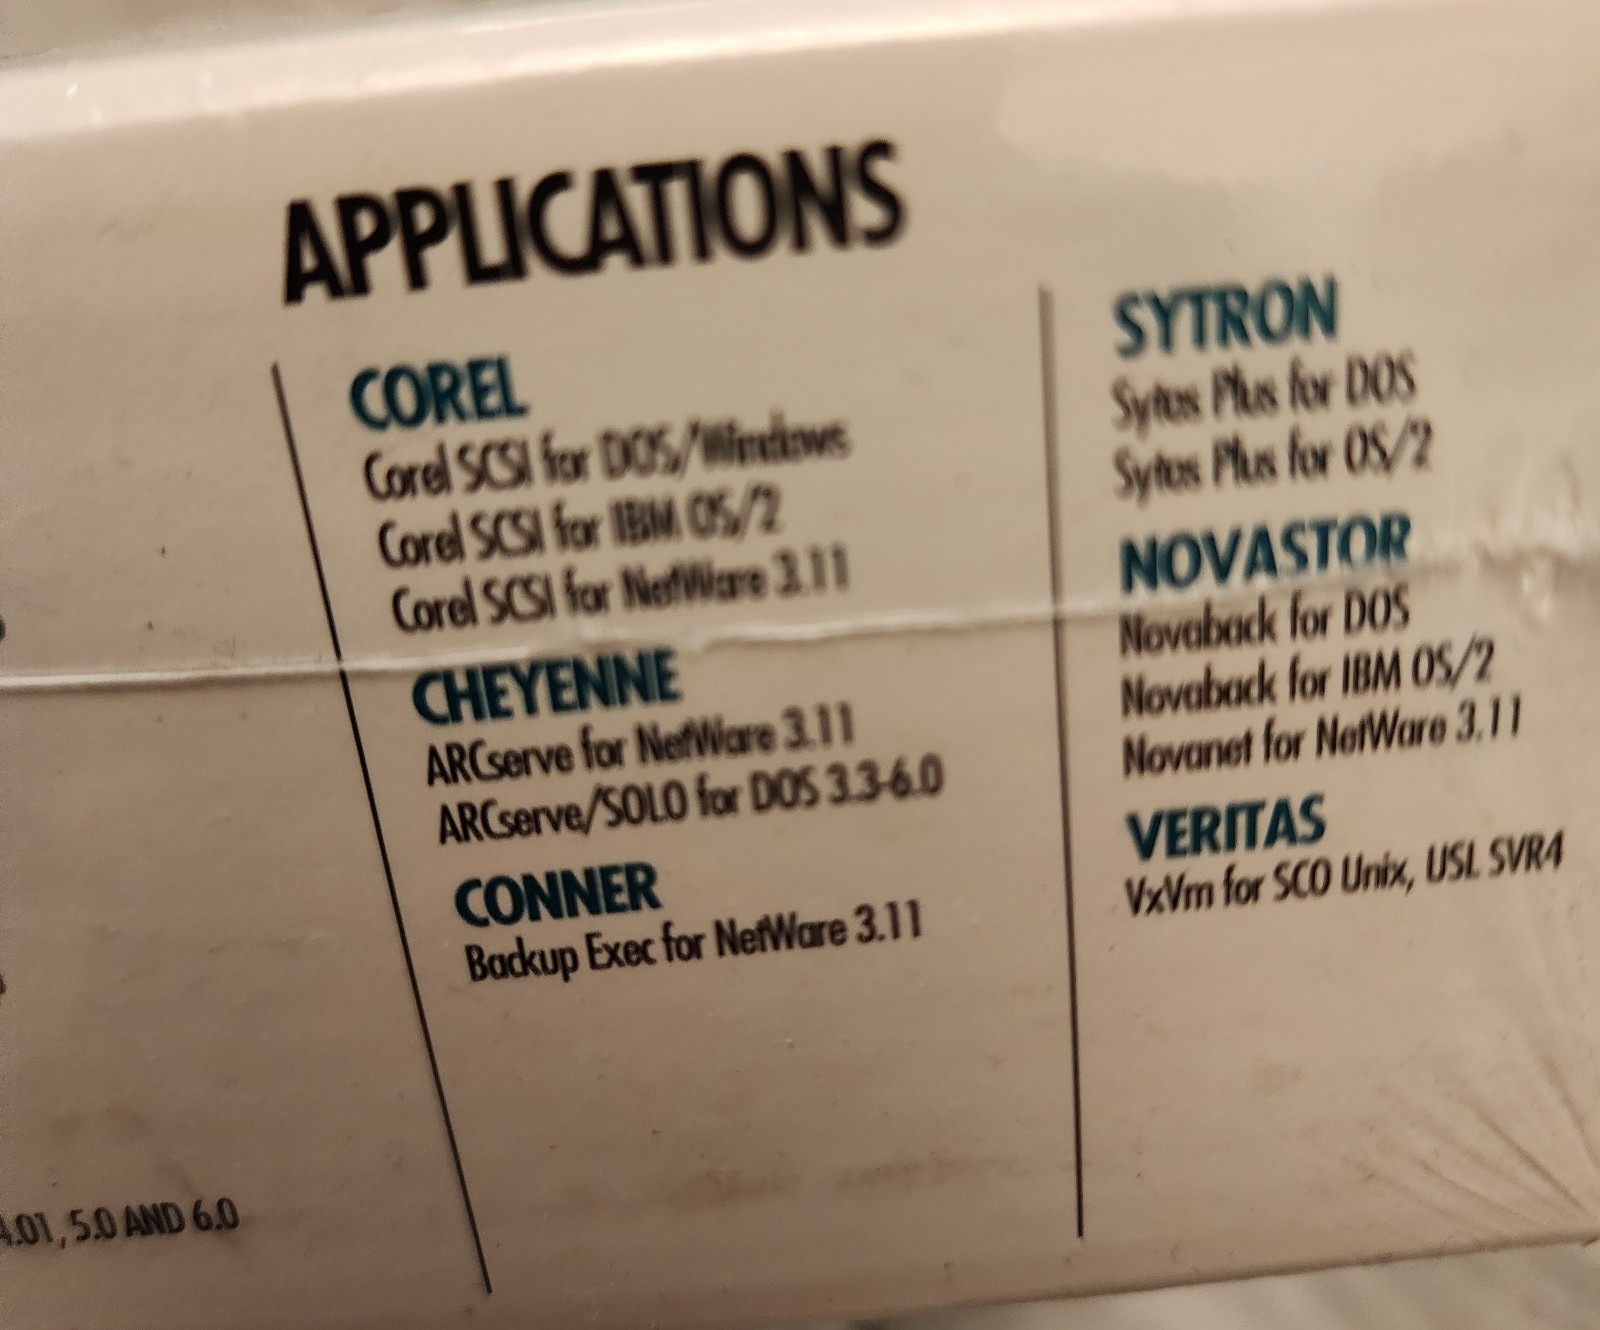 APPLICATIONS
COREL
Corel SCSI for DOS/Windows
Corel SCSI for IBM OS/2
Corel SCSI for NetWare 3.11
CHEYENNE
ARCserve for NetWare 3.11
ARCserve/SOLO for DOS 3.3-6.0
CONNER
Backup Exec for NetWare 3.11
SYTRON
Sytos Plus for DOS
Sytos Plus for OS/2
NOVASTOR
Novaback for DOS
Novaback for IBM OS/2
Novanet for NetWare 3.11
VERITAS
VxVm for SCO Unix, USL SVR4
4.01, 5.0 AND 6.0